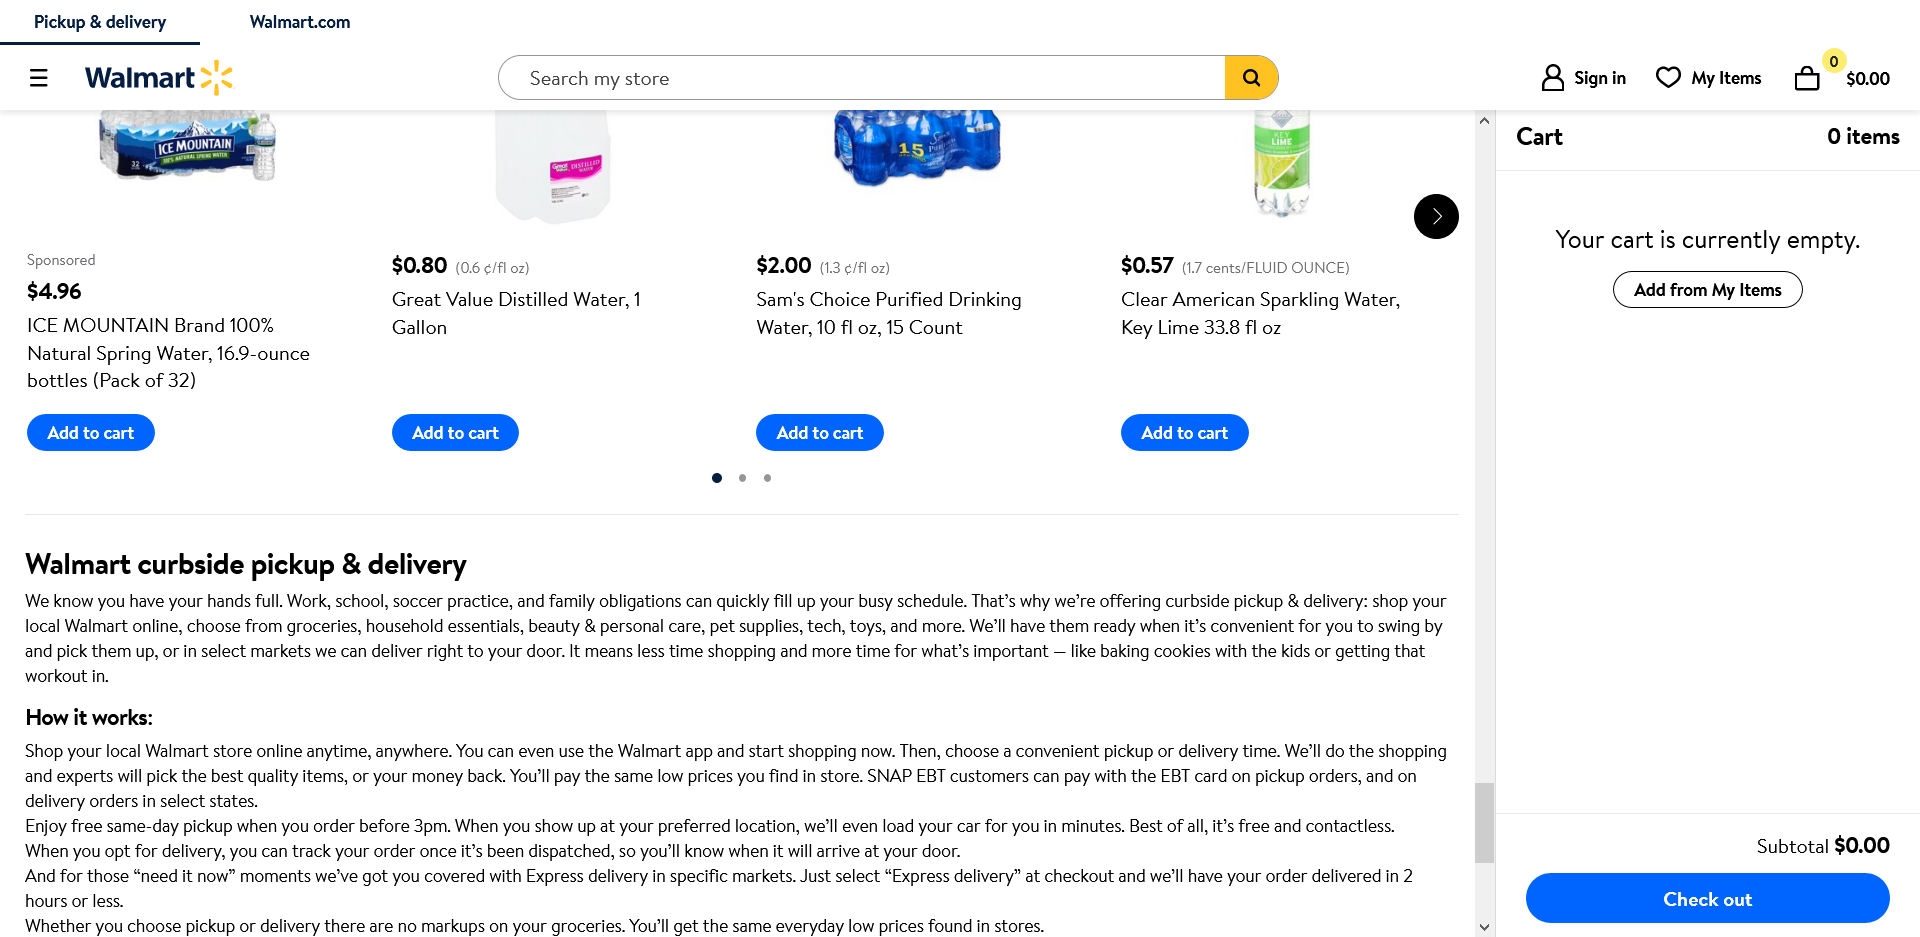 Pickup & delivery
Walmart.com
Walmart
Search my store
Sign in
My Items
0
$0.00
ICE MOUNTAIN
100% NATURAL SPRING WATER
32
Great Value
DISTILLED
WATER
15
KEY
LIME
Cart
0 items
Your cart is currently empty.
Add from My Items
Sponsored
$4.96
ICE MOUNTAIN Brand 100%
Natural Spring Water, 16.9-ounce
bottles (Pack of 32)
Add to cart
$0.80 (0.6 ¢/fl oz)
Great Value Distilled Water, 1
Gallon
Add to cart
$2.00 (1.3 ¢/fl oz)
Sam's Choice Purified Drinking
Water, 10 fl oz, 15 Count
Add to cart
$0.57 (1.7 cents/FLUID OUNCE)
Clear American Sparkling Water,
Key Lime 33.8 fl oz
Add to cart
Walmart curbside pickup & delivery
We know you have your hands full. Work, school, soccer practice, and family obligations can quickly fill up your busy schedule. That’s why we’re offering curbside pickup & delivery: shop your
local Walmart online, choose from groceries, household essentials, beauty & personal care, pet supplies, tech, toys, and more. We’ll have them ready when it’s convenient for you to swing by
and pick them up, or in select markets we can deliver right to your door. It means less time shopping and more time for what’s important — like baking cookies with the kids or getting that
workout in.
How it works:
Shop your local Walmart store online anytime, anywhere. You can even use the Walmart app and start shopping now. Then, choose a convenient pickup or delivery time. We’ll do the shopping
and experts will pick the best quality items, or your money back. You’ll pay the same low prices you find in store. SNAP EBT customers can pay with the EBT card on pickup orders, and on
delivery orders in select states.
Enjoy free same-day pickup when you order before 3pm. When you show up at your preferred location, we’ll even load your car for you in minutes. Best of all, it’s free and contactless.
When you opt for delivery, you can track your order once it’s been dispatched, so you’ll know when it will arrive at your door.
And for those “need it now” moments we’ve got you covered with Express delivery in specific markets. Just select “Express delivery” at checkout and we’ll have your order delivered in 2
hours or less.
Whether you choose pickup or delivery there are no markups on your groceries. You’ll get the same everyday low prices found in stores.
Subtotal $0.00
Check out